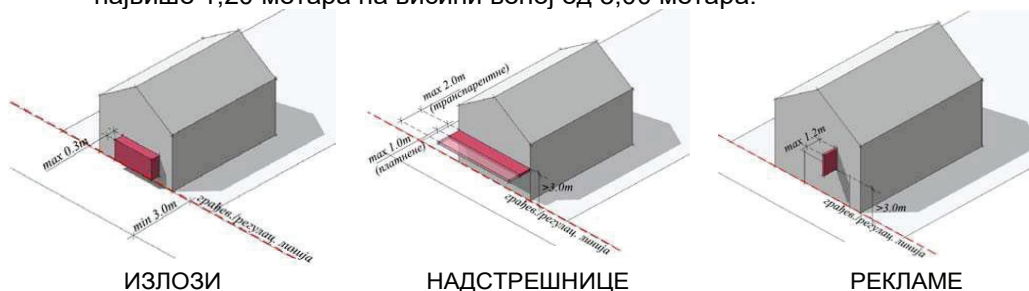 највише 1,20 метара на висини већој од 3,00 метара.
max 0.3m
min 3.0m
грађев./регулац. линија
max 2.0m
(транспарентне)
max 1.0m
(платнене)
>3.0m
грађев./регулац. линија
max 1.2m
>3.0m
грађев./регулац. линија
ИЗЛОЗИ
НАДСТРЕШНИЦЕ
РЕКЛАМЕ